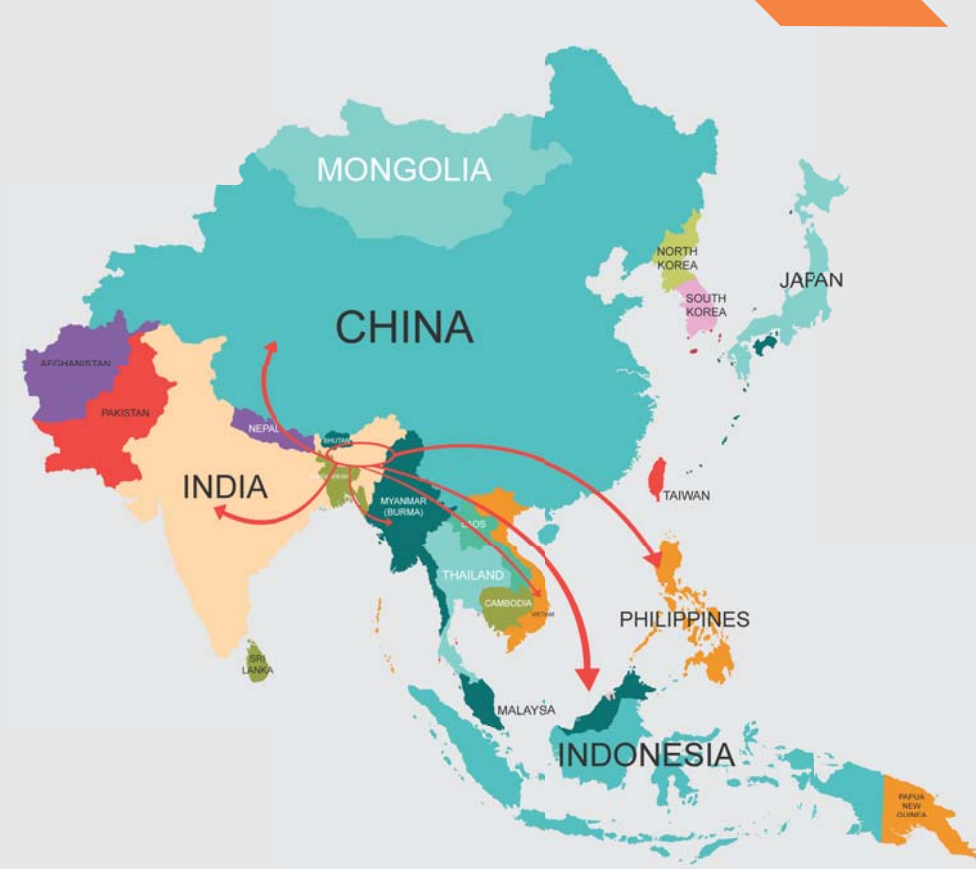 MONGOLIA
NORTH
KOREA
JAPAN
SOUTH
KOREA
CHINA
AFGHANISTAN
PAKISTAN
NEPAL
BHUTAN
INDIA
MYANMAR
(BURMA)
TAIWAN
LAOS
THAILAND
CAMBODIA
VIETNAM
PHILIPPINES
SRI
LANKA
MALAYSA
INDONESIA
PAPUA
NEW
GUINEA